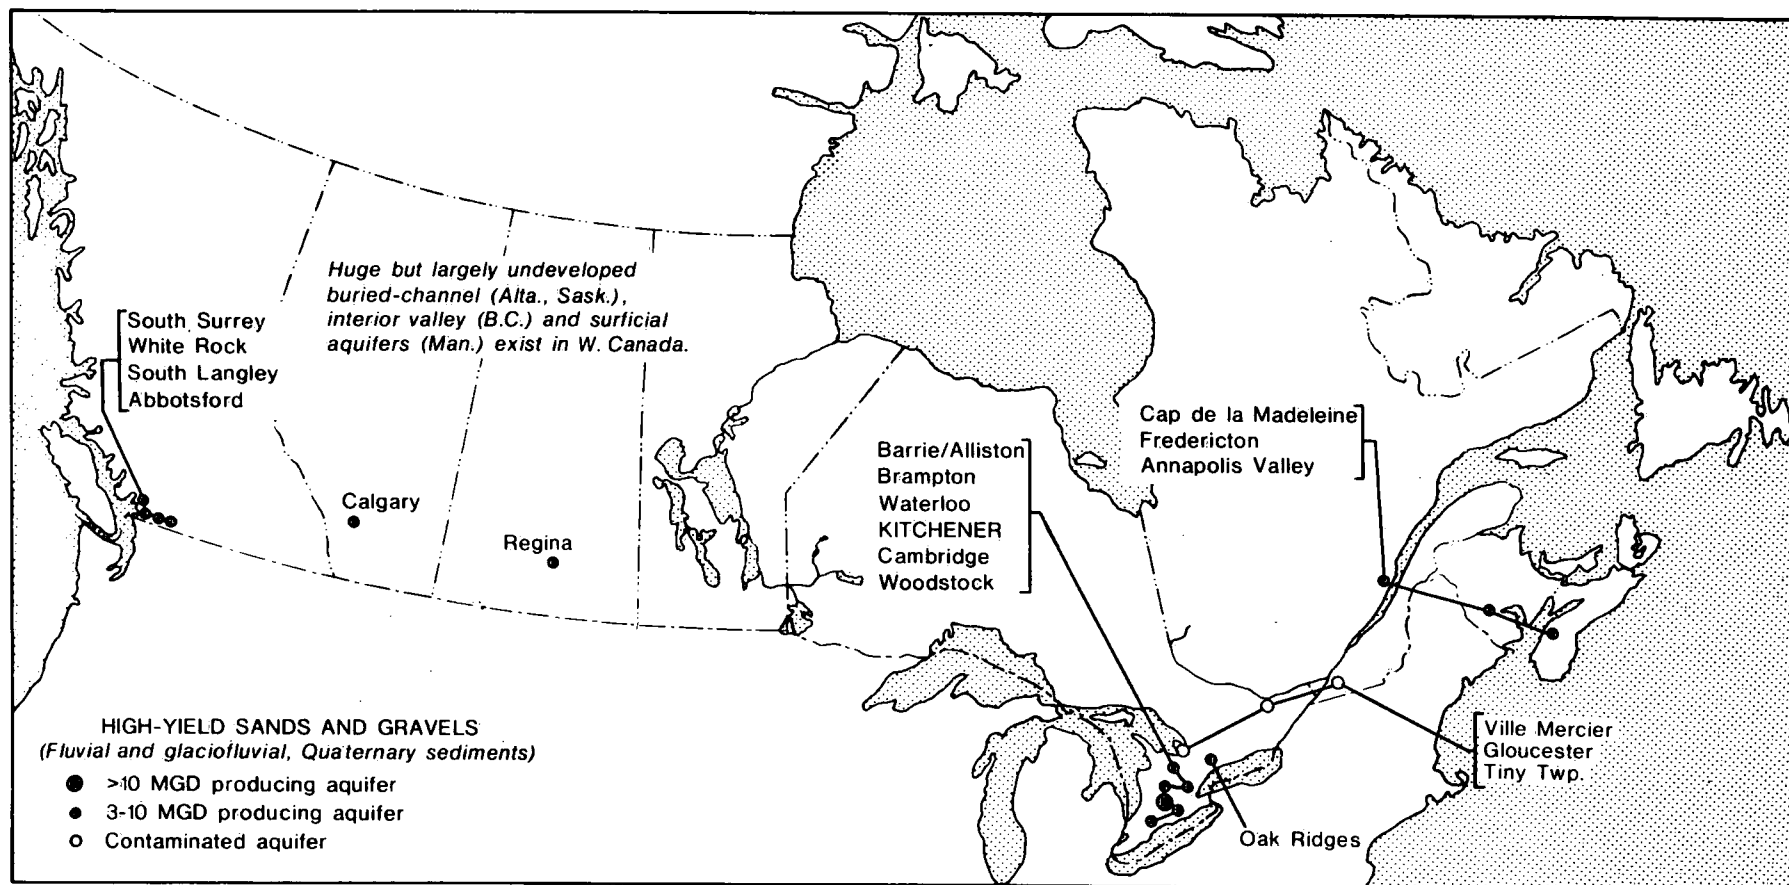 Huge but largely undeveloped
buried-channel (Alta., Sask.),
interior valley (B.C.) and surficial
aquifers (Man.) exist in W. Canada.
South Surrey
White Rock
South Langley
Abbotsford
Calgary
Regina
Barrie/Alliston
Brampton
Waterloo
KITCHENER
Cambridge
Woodstock
Cap de la Madeleine
Fredericton
Annapolis Valley
Ville Mercier
Gloucester
Tiny Twp.
Oak Ridges
HIGH-YIELD SANDS AND GRAVELS
(Fluvial and glaciofluvial, Quaternary sediments)
>10 MGD producing aquifer
3-10 MGD producing aquifer
Contaminated aquifer